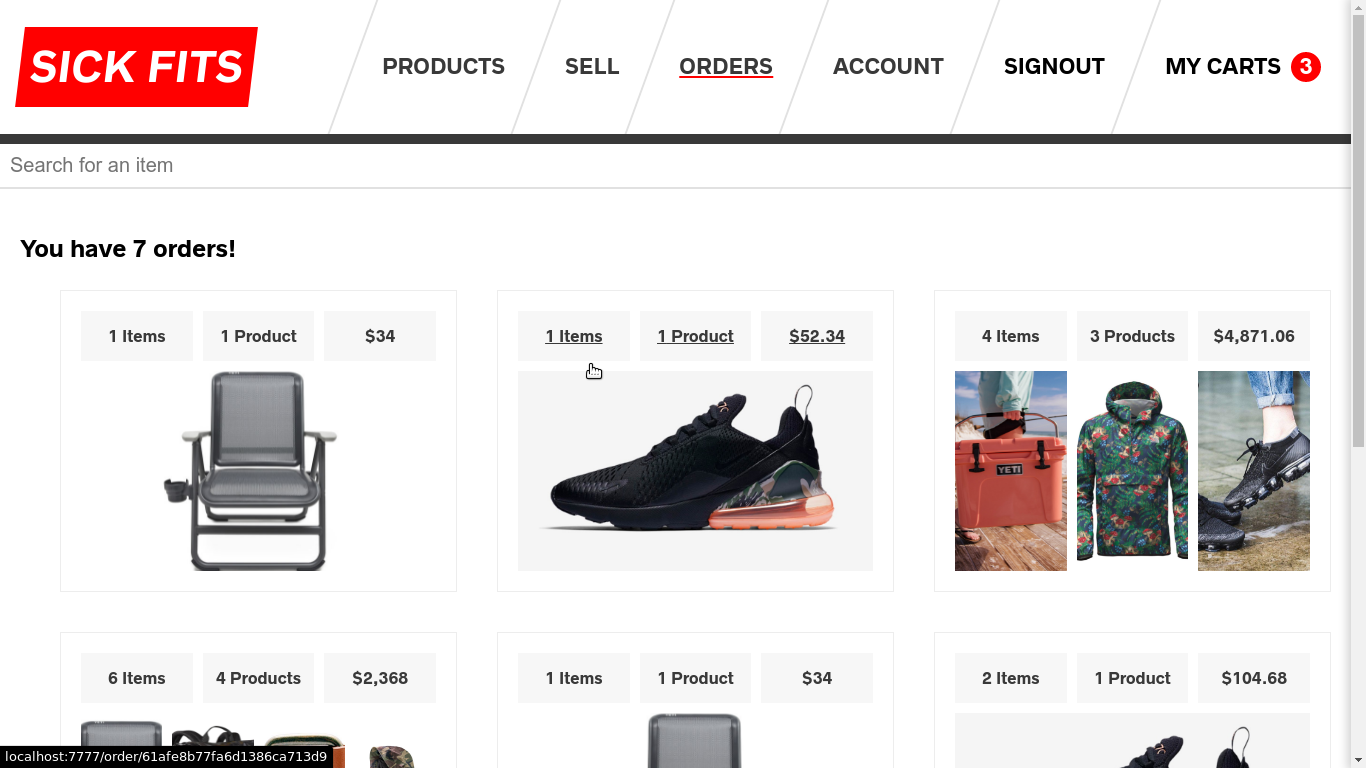 SICK FITS
PRODUCTS SELL ORDERS ACCOUNT SIGNOUT MY CARTS 3
Search for an item
You have 7 orders!
1 Items 1 Product $34
1 Items 1 Product $52.34
4 Items 3 Products $4,871.06
YETI
6 Items 4 Products $2,368
1 Items 1 Product $34
2 Items 1 Product $104.68
localhost:7777/order/61afe8b77fa6d1386ca713d9